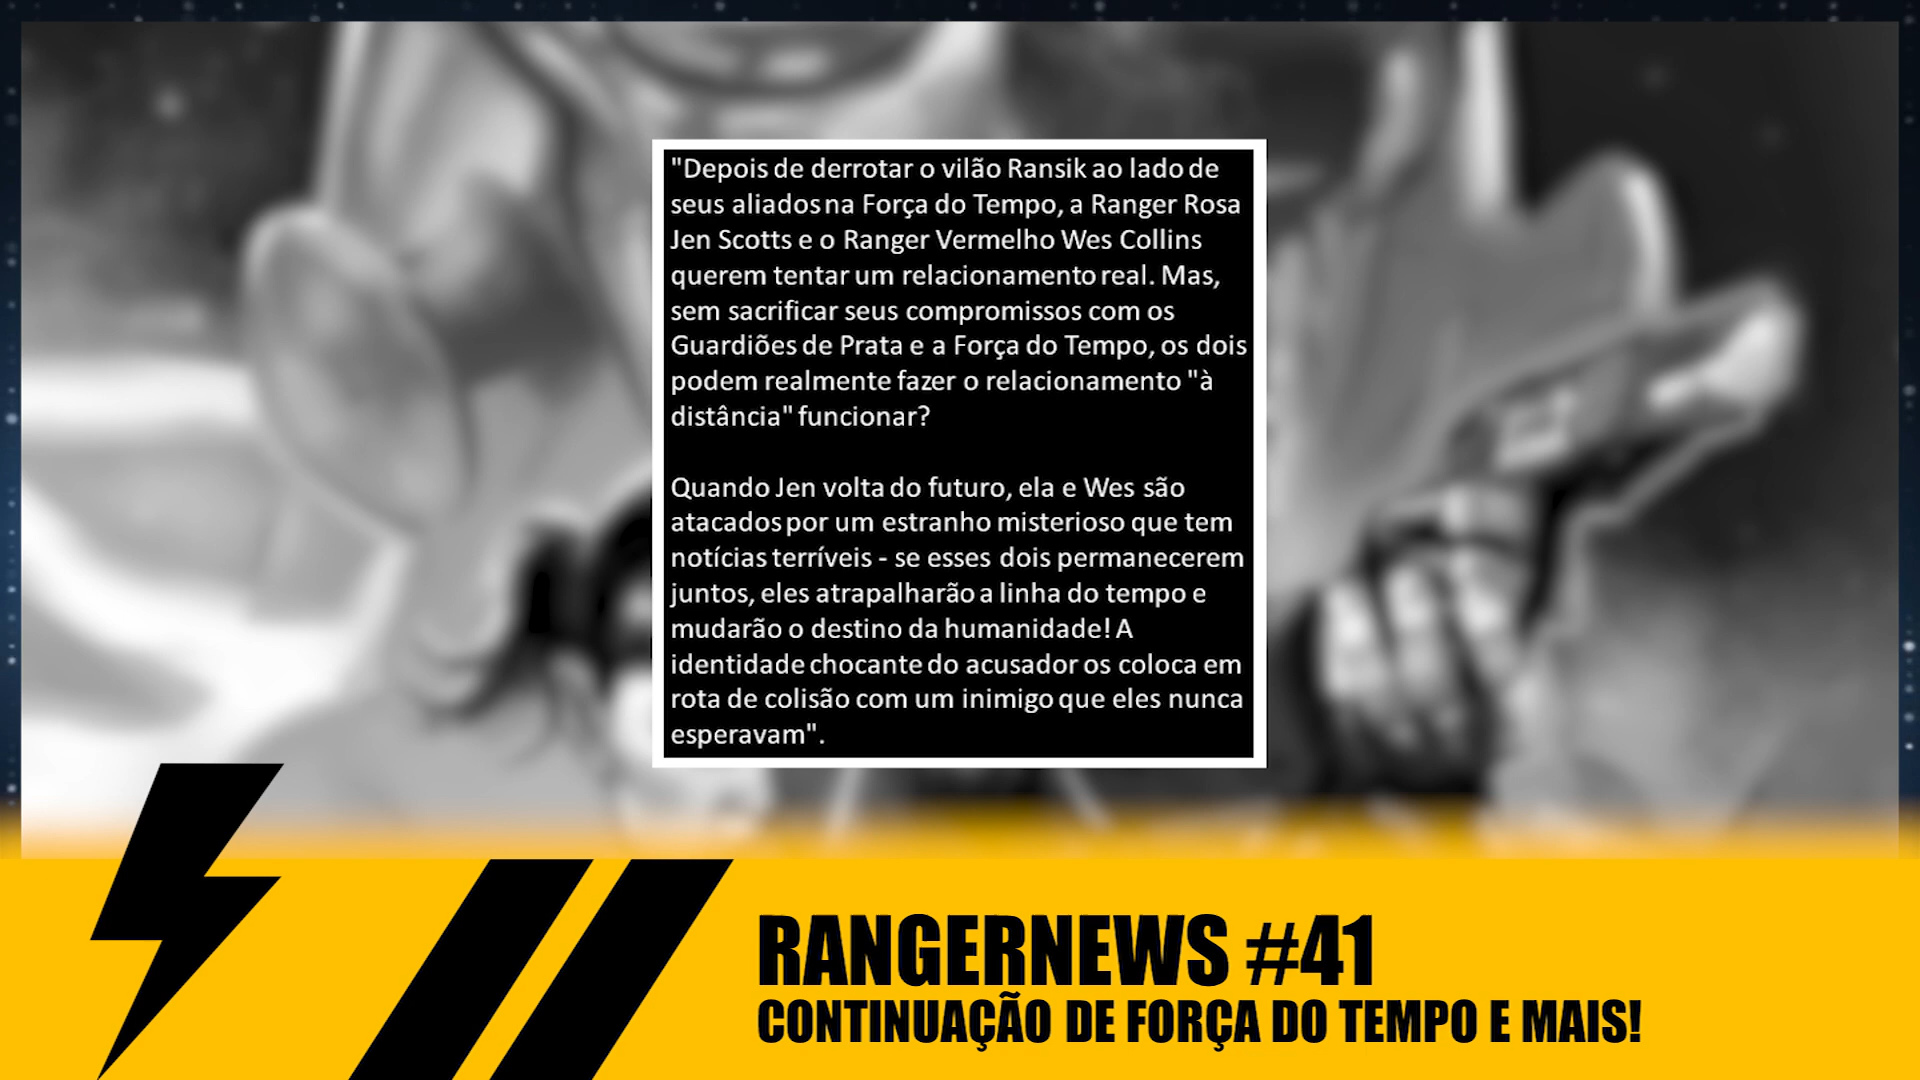 "Depois de derrotar o vilão Ransik ao lado de
seus aliados na Força do Tempo, a Ranger Rosa
Jen Scotts e o Ranger Vermelho Wes Collins
querem tentar um relacionamento real. Mas,
sem sacrificar seus compromissos com os
Guardiões de Prata e a Força do Tempo, os dois
podem realmente fazer o relacionamento "à
distância" funcionar?
Quando Jen volta do futuro, ela e Wes são
atacados por um estranho misterioso que tem
notícias terríveis - se esses dois permanecerem
juntos, eles atrapalharão a linha do tempo e
mudarão o destino da humanidade! A
identidade chocante do acusador os coloca em
rota de colisão com um inimigo que eles nunca
esperavam".
RANGERNEWS #41
CONTINUAÇÃO DE FORÇA DO TEMPO E MAIS!